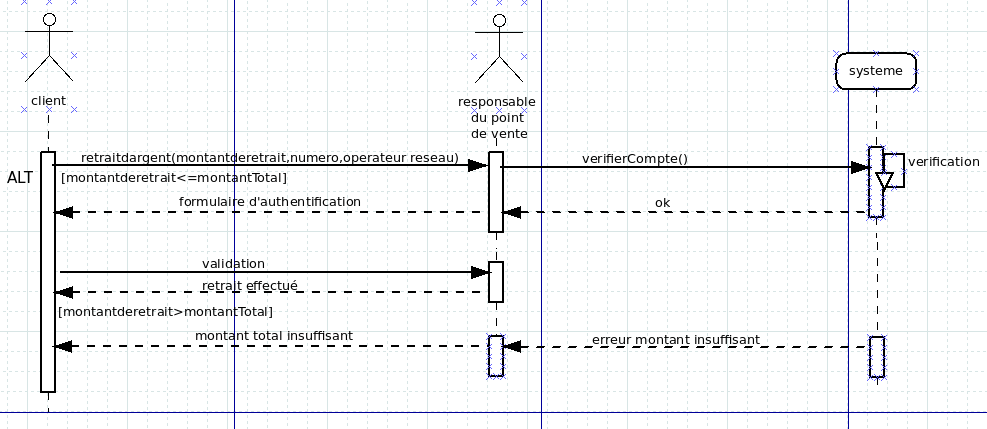 client
responsable
du point
de vente
systeme
retraitdargent(montantderetrait,numero,operateur reseau)
verifierCompte()
verification
ALT
[montantderetrait<=montantTotal]
formulaire d'authentification
ok
validation
retrait effectué
[montantderetrait>montantTotal]
montant total insuffisant
erreur montant insuffisant